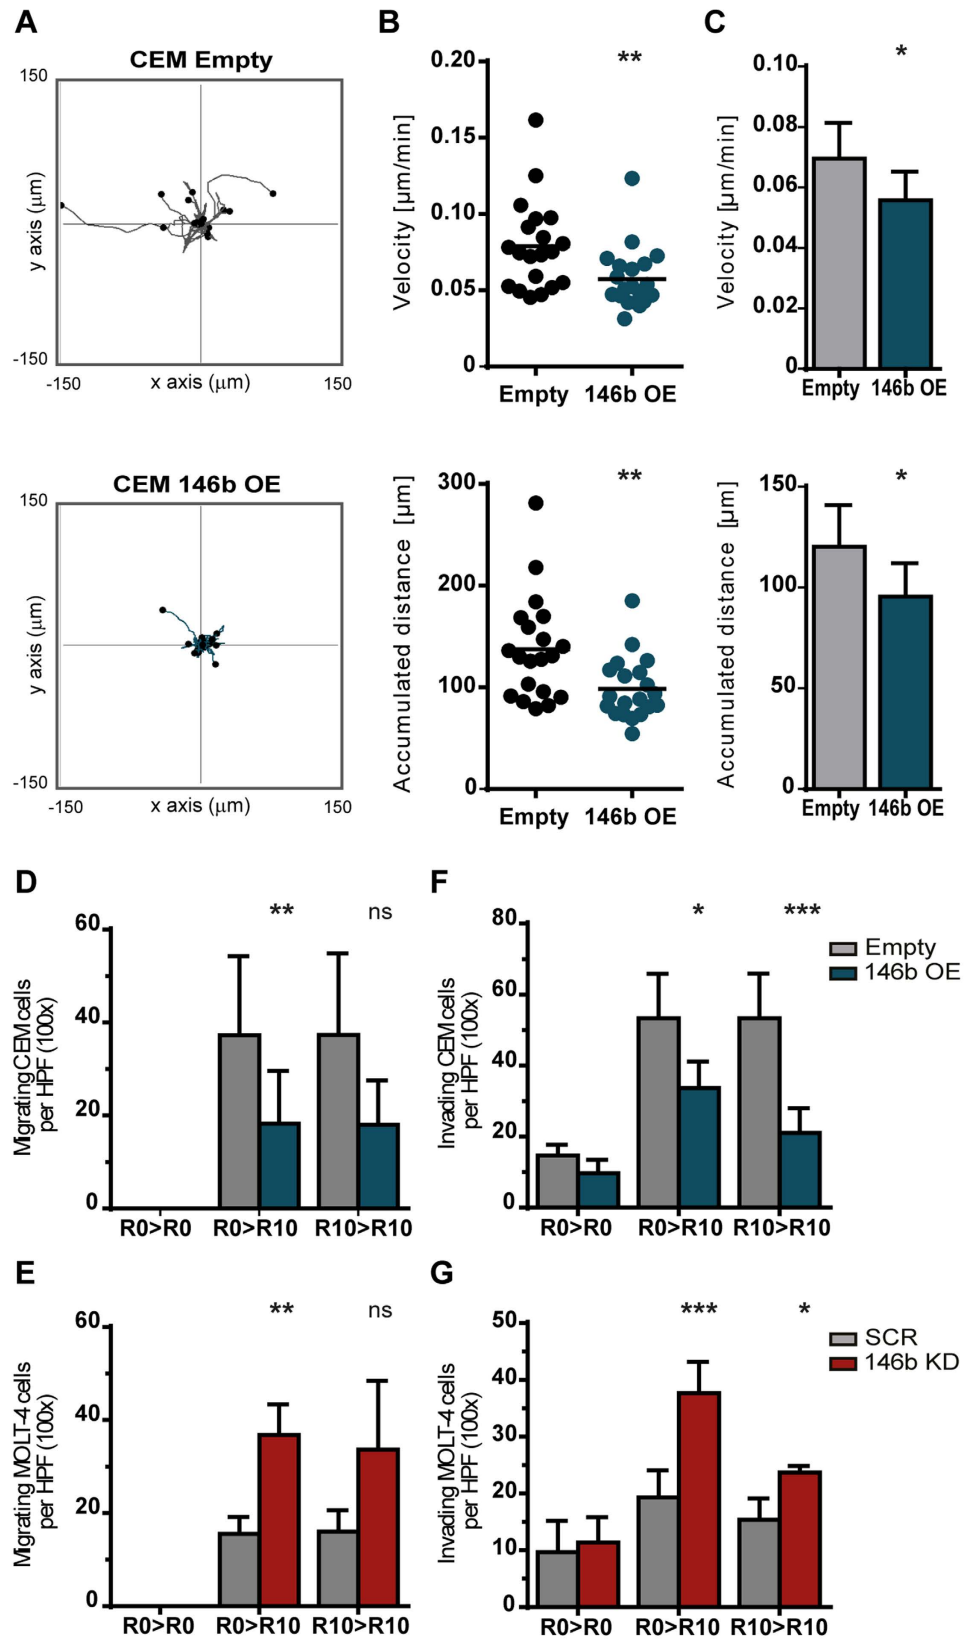 A
CEM Empty
150
y axis (μm)
-150
-150
x axis (μm)
150
CEM 146b OE
150
y axis (μm)
-150
-150
x axis (μm)
150
B
**
0.20
0.15
0.10
0.05
0
Velocity [μm/min]
Empty
146b OE
**
300
200
100
0
Accumulated distance [μm]
Empty
146b OE
C
*
0.10
0.08
0.06
0.04
0.02
0
Velocity [μm/min]
Empty
146b OE
*
150
100
50
0
Accumulated distance [μm]
Empty
146b OE
D
**
ns
60
40
20
0
Migrating CEM cells
per HPF (100x)
R0>R0
R0>R10
R10>R10
F
*
***
80
60
40
20
0
Invading CEM cells
per HPF (100x)
R0>R0
R0>R10
R10>R10
Empty
146b OE
E
**
ns
60
40
20
0
Migrating MOLT-4 cells
per HPF (100x)
R0>R0
R0>R10
R10>R10
G
***
*
50
40
30
20
10
0
Invading MOLT-4 cells
per HPF (100x)
R0>R0
R0>R10
R10>R10
SCR
146b KD